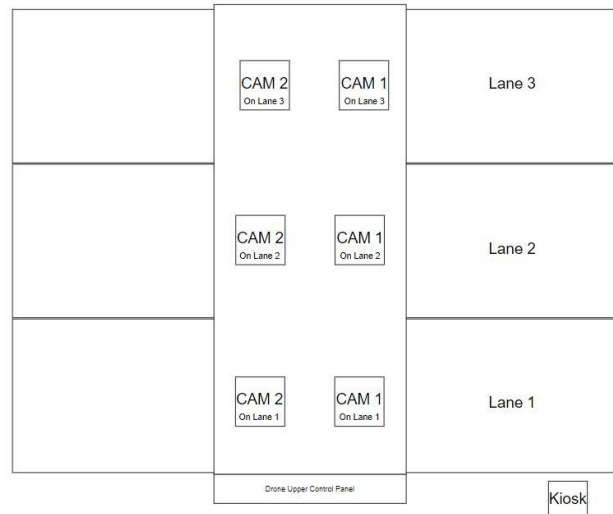 CAM 2
On Lane 3
CAM 1
On Lane 3
Lane 3
CAM 2
On Lane 2
CAM 1
On Lane 2
Lane 2
CAM 2
On Lane 1
CAM 1
On Lane 1
Lane 1
Drone Upper Control Panel
Kiosk